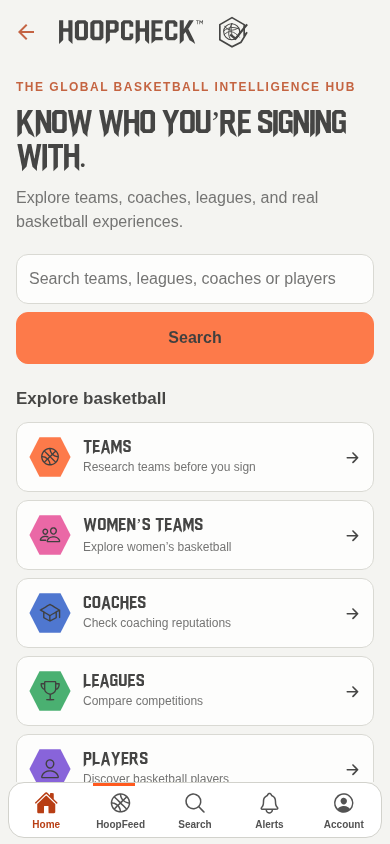 HOOPCHECK™
THE GLOBAL BASKETBALL INTELLIGENCE HUB
KNOW WHO YOU’RE SIGNING
WITH.
Explore teams, coaches, leagues, and real
basketball experiences.
Search teams, leagues, coaches or players
Search
Explore basketball
TEAMS
Research teams before you sign
WOMEN’S TEAMS
Explore women’s basketball
COACHES
Check coaching reputations
LEAGUES
Compare competitions
PLAYERS
Discover basketball players
Home HoopFeed Search Alerts Account